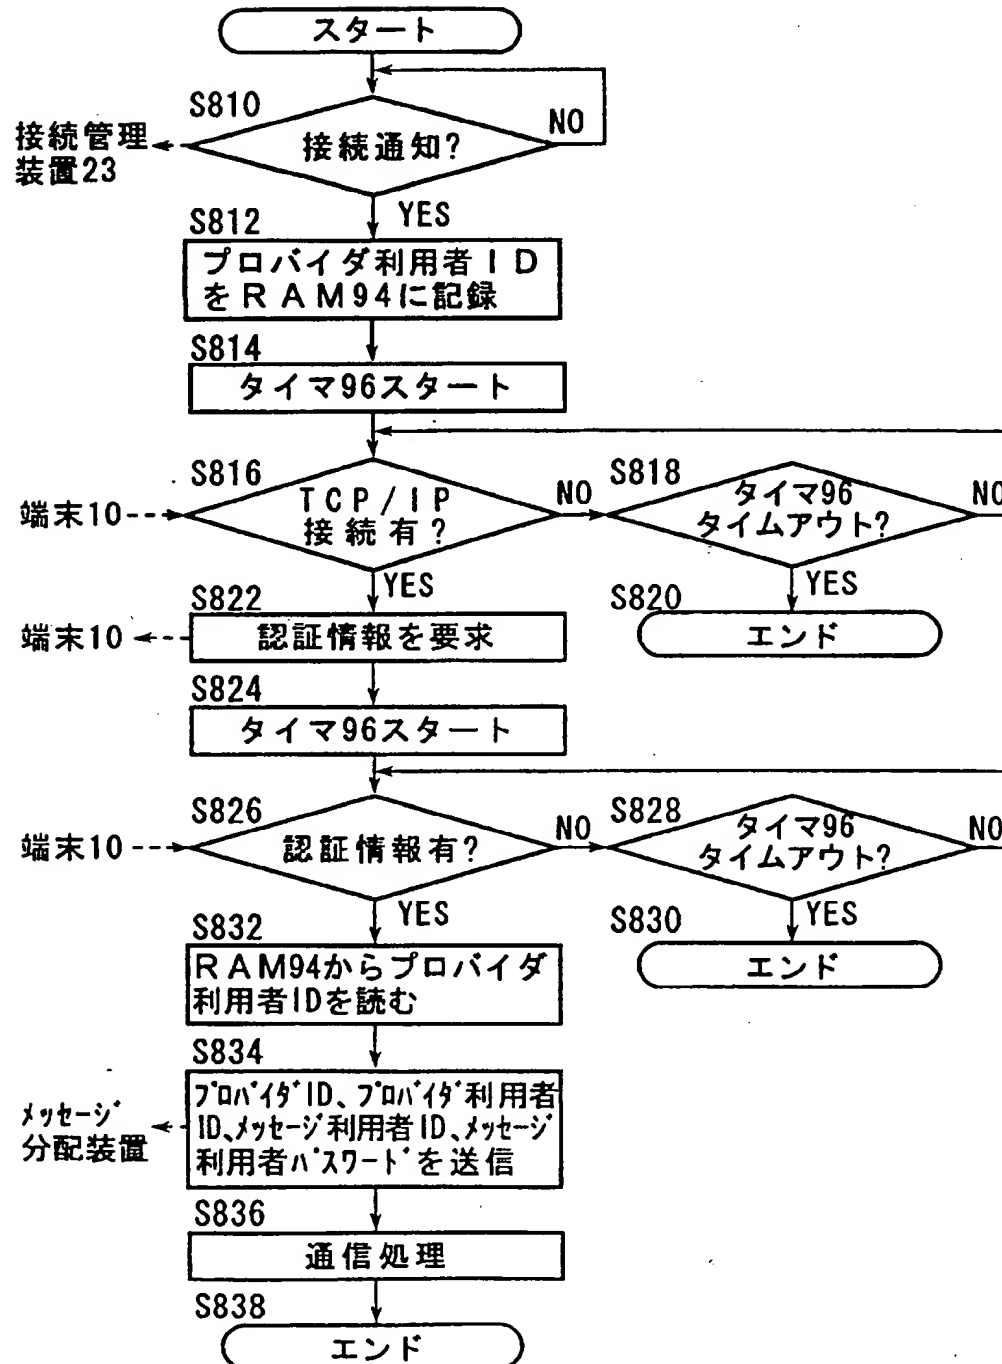 スタート
S810
NO
接続管理
装置23
接続通知?
YES
S812
プロバイダ利用者ID
をRAM94に記録
S814
タイマ96スタート
S816
端末10
TCP/IP
接続有?
NO
S818
タイマ96
タイムアウト?
NO
YES
YES
S822
S820
端末10
認証情報を要求
エンド
S824
タイマ96スタート
S826
端末10
認証情報有?
NO
S828
タイマ96
タイムアウト?
NO
YES
YES
S832
S830
RAM94からプロバイダ
利用者IDを読む
エンド
S834
メッセージ
分配装置
プロバイダID、プロバイダ利用者
ID、メッセージ利用者ID、メッセージ
利用者パスワードを送信
S836
通信処理
S838
エンド